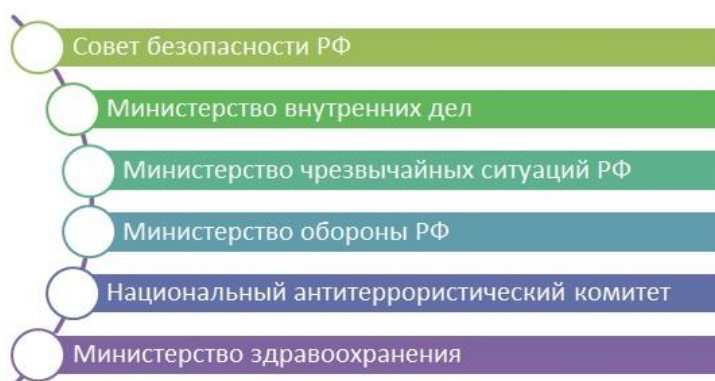 Совет безопасности РФ
Министерство внутренних дел
Министерство чрезвычайных ситуаций РФ
Министерство обороны РФ
Национальный антитеррористический комитет
Министерство здравоохранения